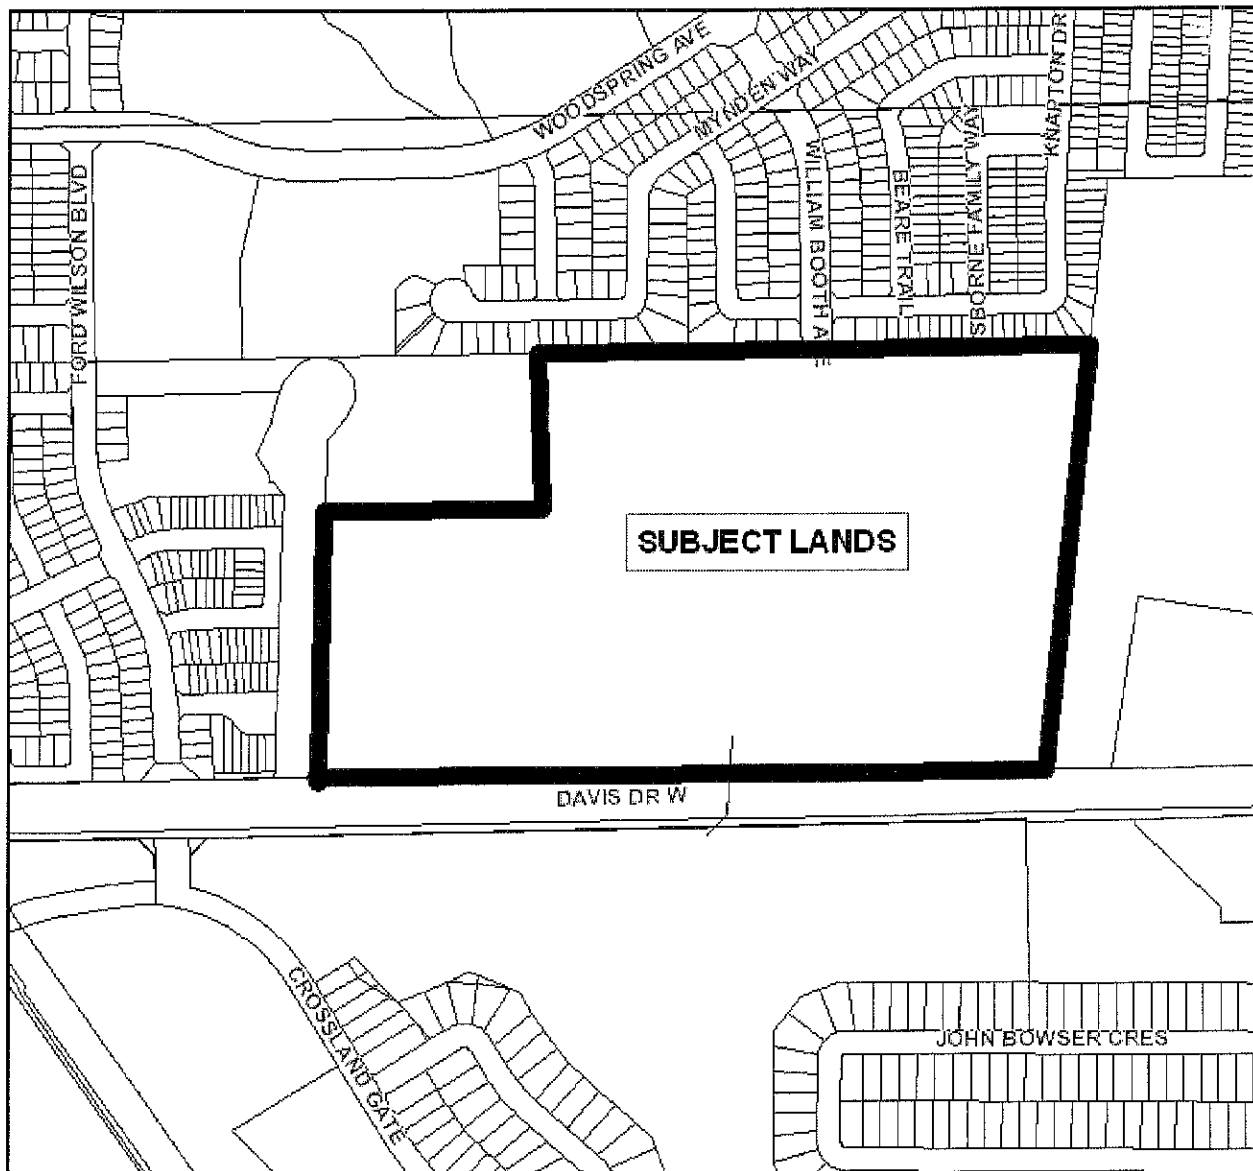 WOODSPRING AVE
MYNDEN WAY
KNAPTON DR
FORD WILSON BLVD
WILLIAM BOOTH AVE
BEARE TRAIL
SBORNE FAMILY WAY
SUBJECT LANDS
DAVIS DR W
CROSSLAND GATE
JOHN BOWSER CRES